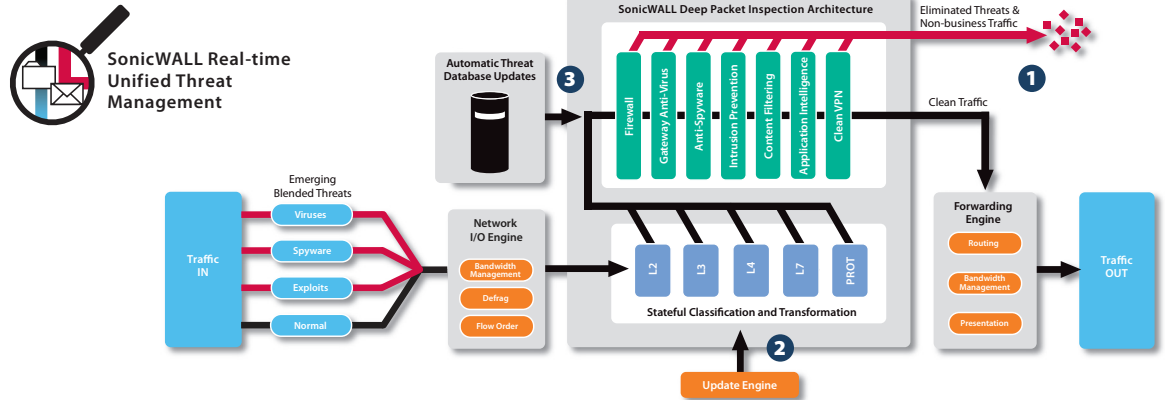 SonicWALL Real-time
Unified Threat
Management
SonicWALL Deep Packet Inspection Architecture
Eliminated Threats &
Non-business Traffic
1
Automatic Threat
Database Updates
3
Firewall
Gateway Anti-Virus
Anti-Spyware
Intrusion Prevention
Content Filtering
Application Intelligence
Clean VPN
Clean Traffic
Emerging
Blended Threats
Traffic
IN
Viruses
Spyware
Exploits
Normal
Network
I/O Engine
Bandwidth
Management
Defrag
Flow Order
L2
L3
L4
L7
PROT
Stateful Classification and Transformation
2
Update Engine
Forwarding
Engine
Routing
Bandwidth
Management
Presentation
Traffic
OUT